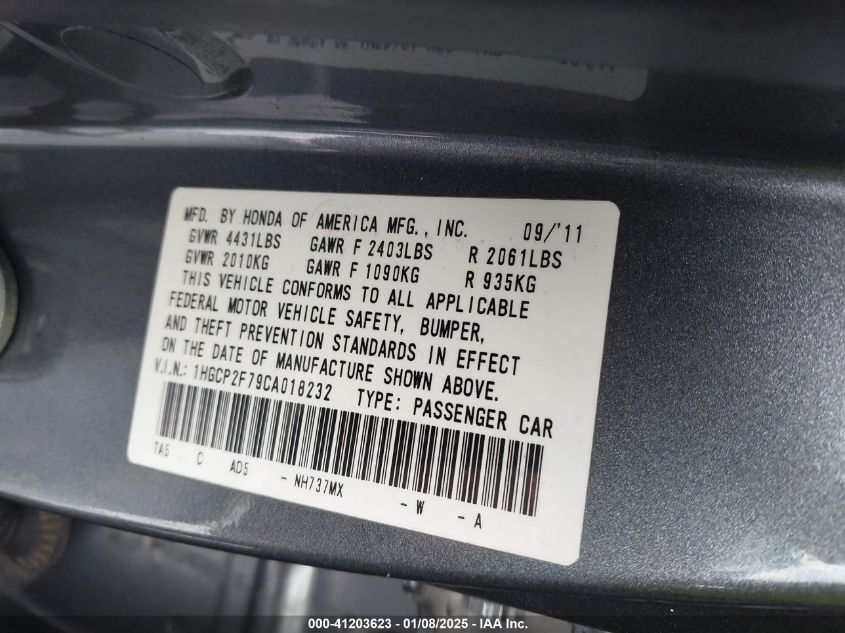 MFD. BY HONDA OF AMERICA MFG., INC. 09/'11
GVWR 4431LBS GAWR F 2403LBS R 2061LBS
GVWR 2010KG GAWR F 1090KG R 935KG
THIS VEHICLE CONFORMS TO ALL APPLICABLE
FEDERAL MOTOR VEHICLE SAFETY, BUMPER,
AND THEFT PREVENTION STANDARDS IN EFFECT
ON THE DATE OF MANUFACTURE SHOWN ABOVE.
V.I.N.: 1HGCP2F79CA018232 TYPE: PASSENGER CAR
TA5 C AD5 - NH737MX - W - A
000-41203623 | 01/08/2025 - IAA Inc.